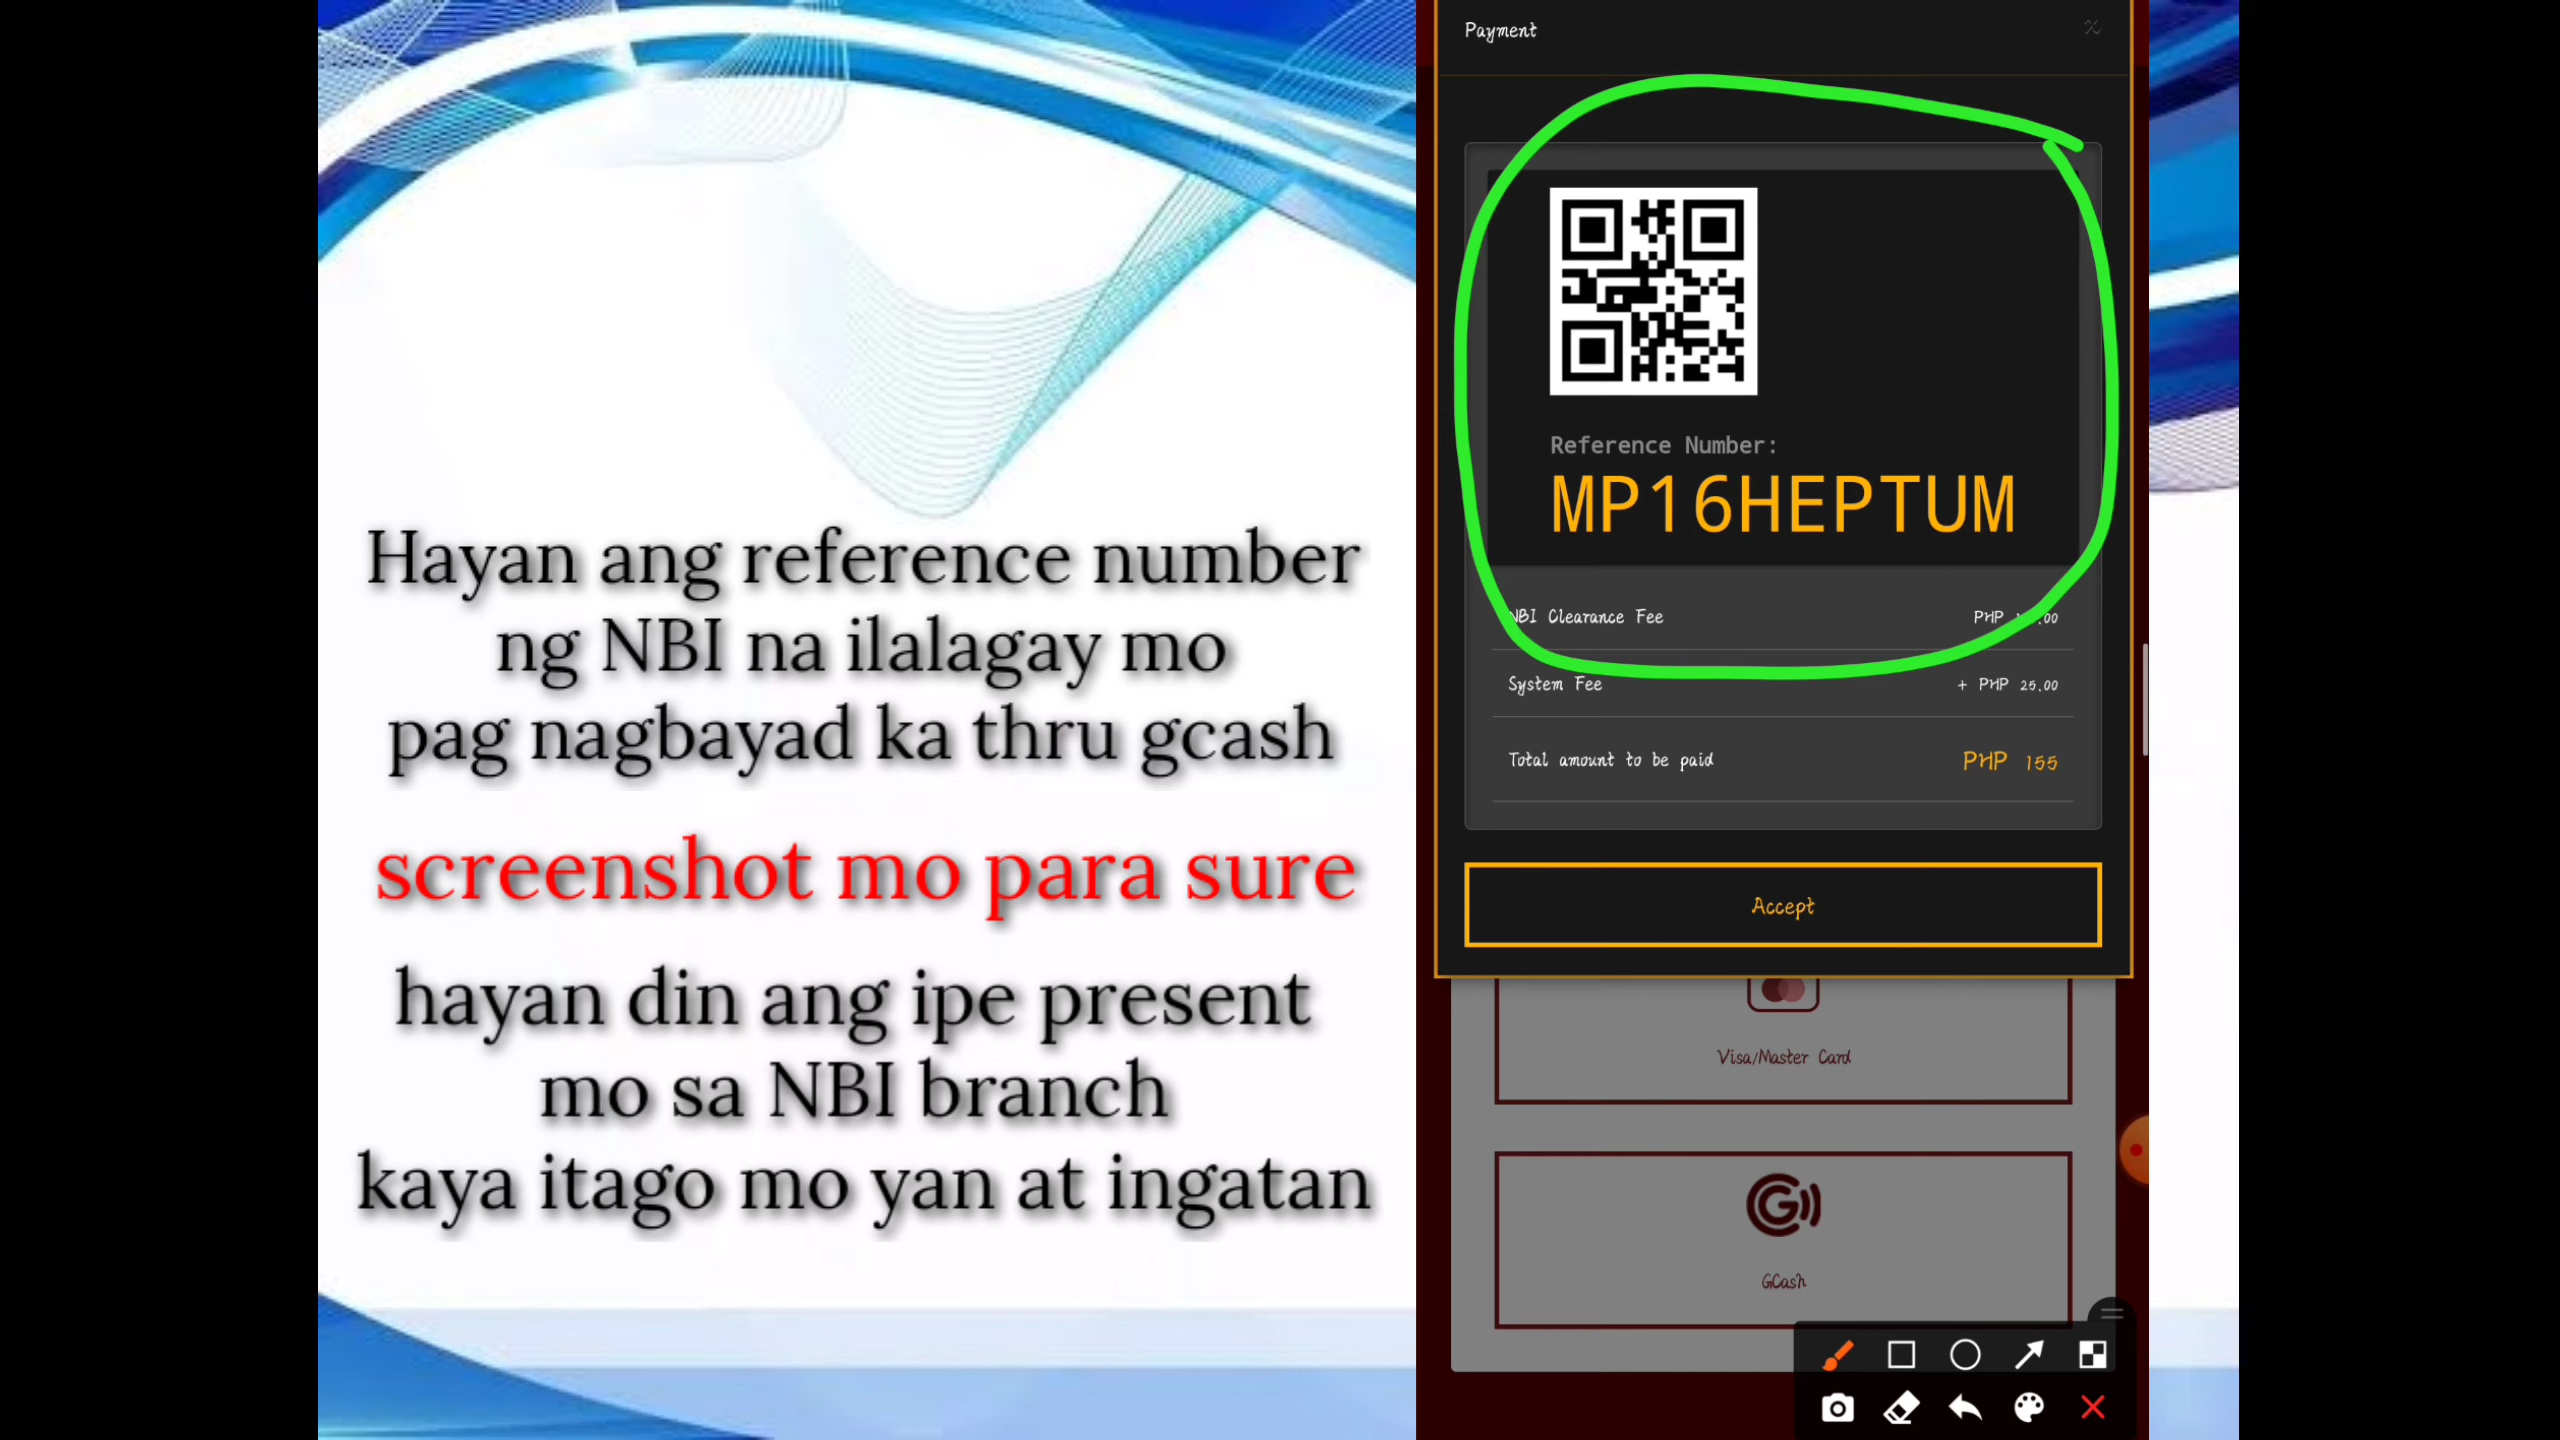 Hayan ang reference number
ng NBI na ilalagay mo
pag nagbayad ka thru gcash
screenshot mo para sure
hayan din ang ipe present
mo sa NBI branch
kaya itago mo yan at ingatan
Payment
Reference Number:
MP16HEPTUM
NBI Clearance Fee PHP
System Fee + PHP 25.00
Total amount to be paid PHP 155
Accept
Visa/Master Card
GCash